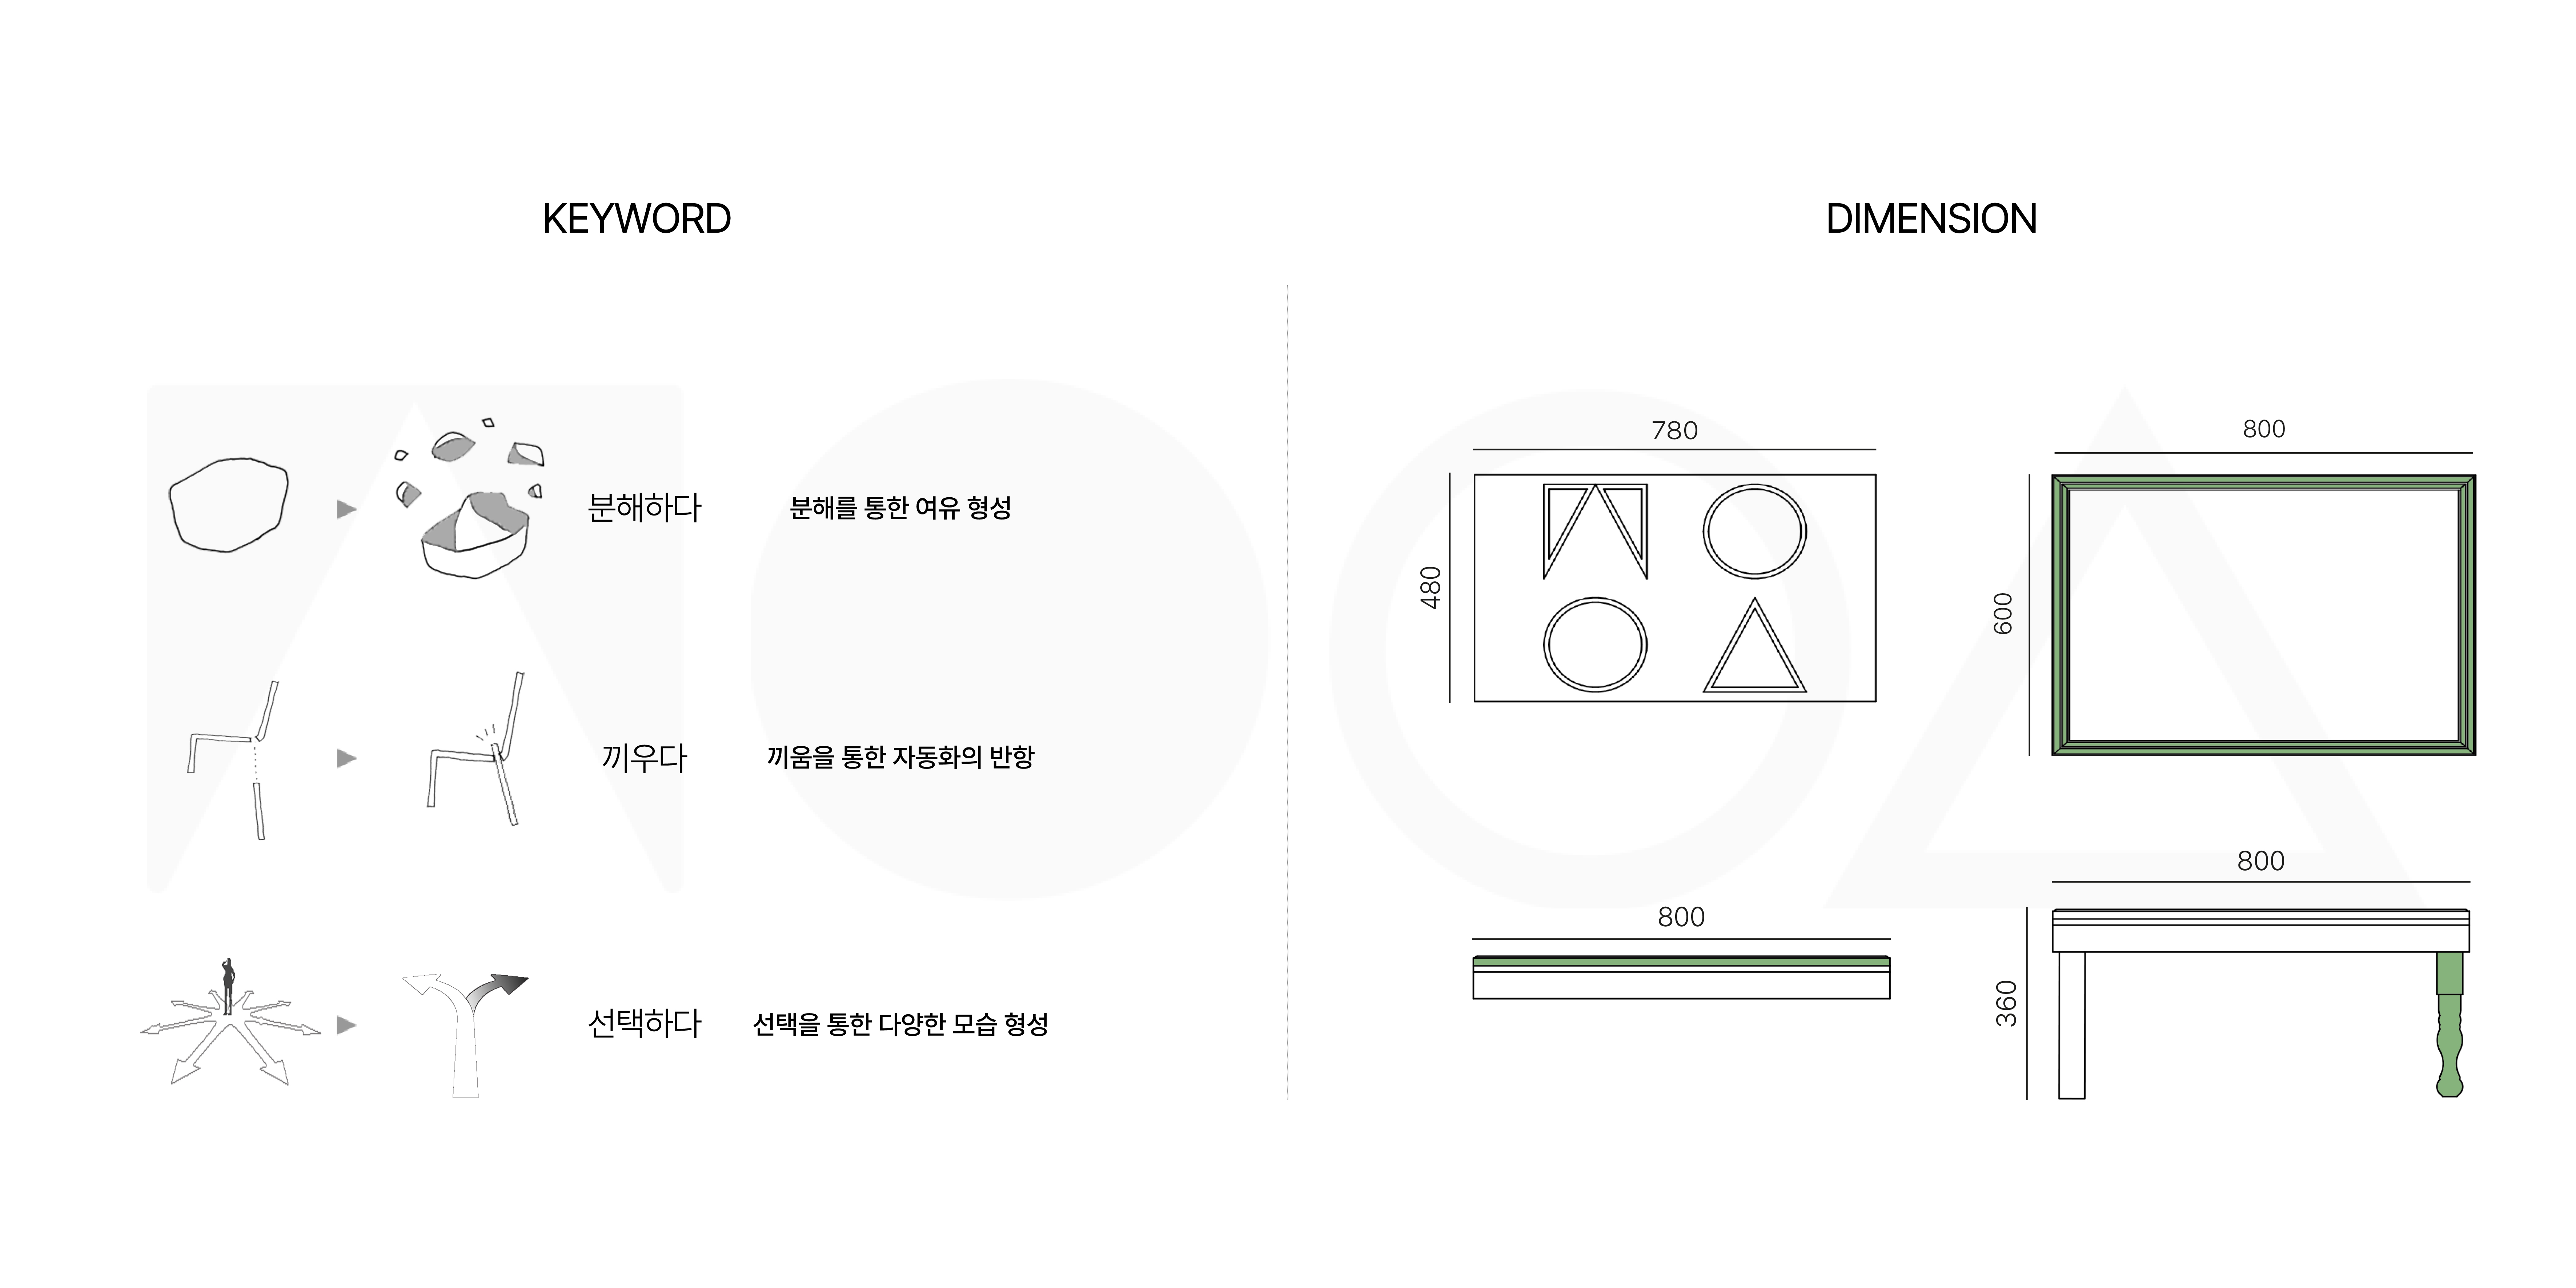 KEYWORD
분해하다
분해를 통한 여유 형성
끼우다
끼움을 통한 자동화의 반항
선택하다
선택을 통한 다양한 모습 형성
DIMENSION
780
480
800
600
800
800
360